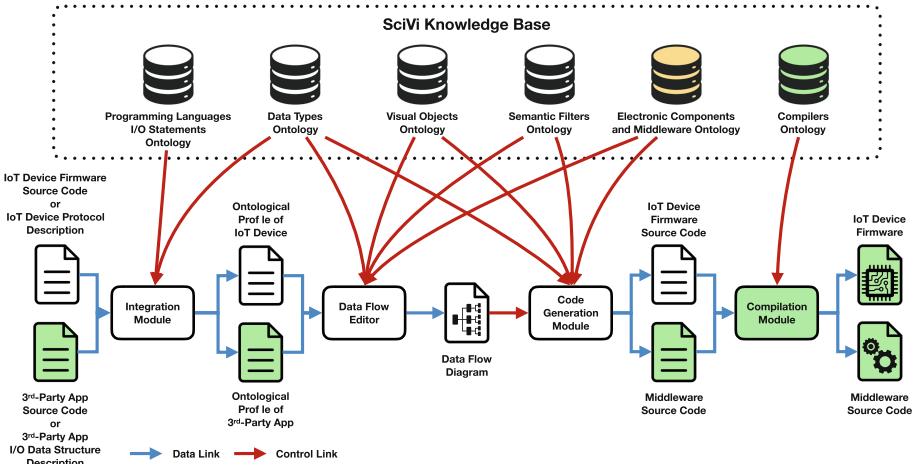 SciVi Knowledge Base
Programming Languages
I/O Statements
Ontology
Data Types
Ontology
Visual Objects
Ontology
Semantic Filters
Ontology
Electronic Components
and Middleware Ontology
Compilers
Ontology
IoT Device Firmware
Source Code
or
IoT Device Protocol
Description
Ontological
Prof le of
IoT Device
IoT Device
Firmware
Source Code
IoT Device
Firmware
Integration
Module
Data Flow
Editor
Code
Generation
Module
Compilation
Module
Data Flow
Diagram
3rd-Party App
Source Code
or
3rd-Party App
I/O Data Structure
Description
Ontological
Prof le of
3rd-Party App
Middleware
Source Code
Middleware
Source Code
Data Link
Control Link